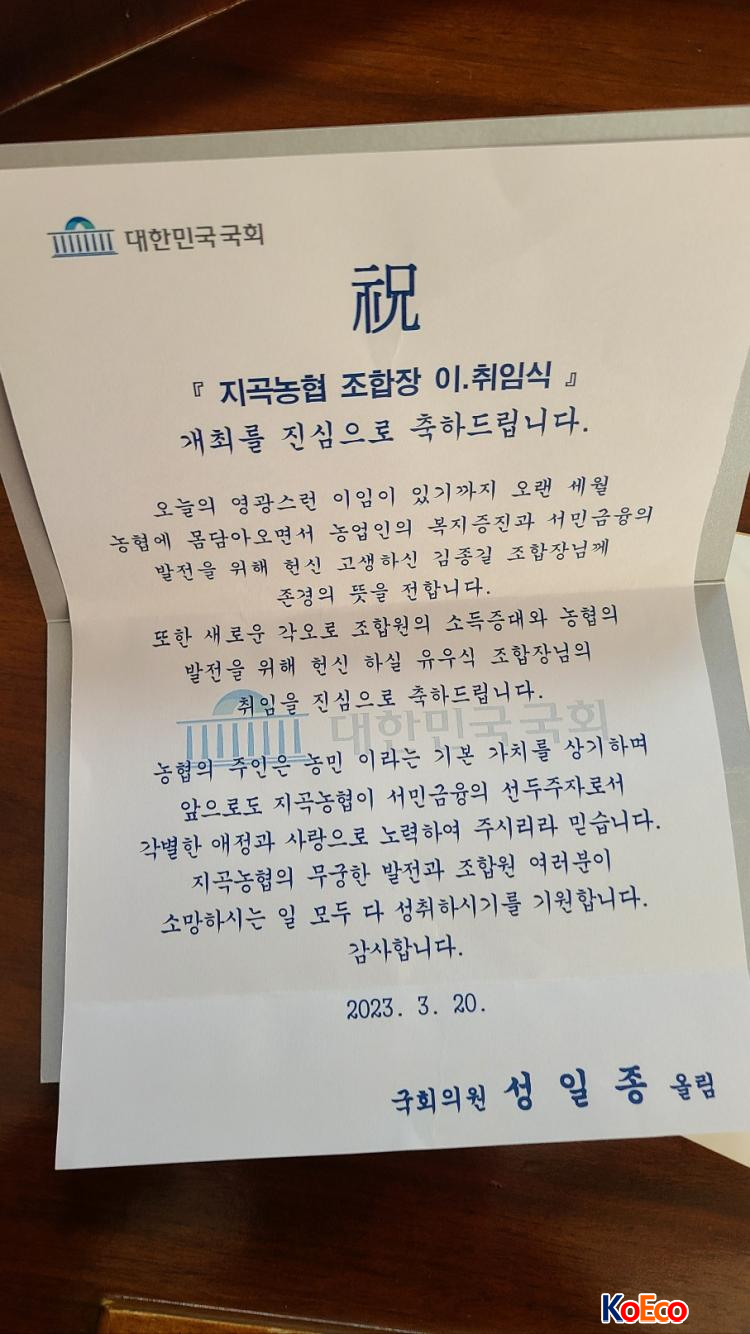 대한민국국회
祝
『 지곡농협 조합장 이.취임식 』
개최를 진심으로 축하드립니다.
오늘의 영광스런 이임이 있기까지 오랜 세월
농협에 몸담아오면서 농업인의 복지증진과 서민금융의
발전을 위해 헌신 고생하신 김종길 조합장님께
존경의 뜻을 전합니다.
또한 새로운 각오로 조합원의 소득증대와 농협의
발전을 위해 헌신 하실 유우식 조합장님의
취임을 진심으로 축하드립니다.
대한민국국회
농협의 주인은 농민 이라는 기본 가치를 상기하며
앞으로도 지곡농협이 서민금융의 선두주자로서
각별한 애정과 사랑으로 노력하여 주시리라 믿습니다.
지곡농협의 무궁한 발전과 조합원 여러분이
소망하시는 일 모두 다 성취하시기를 기원합니다.
감사합니다.
2023. 3. 20.
국회의원 성 일 종 올림
KoEco